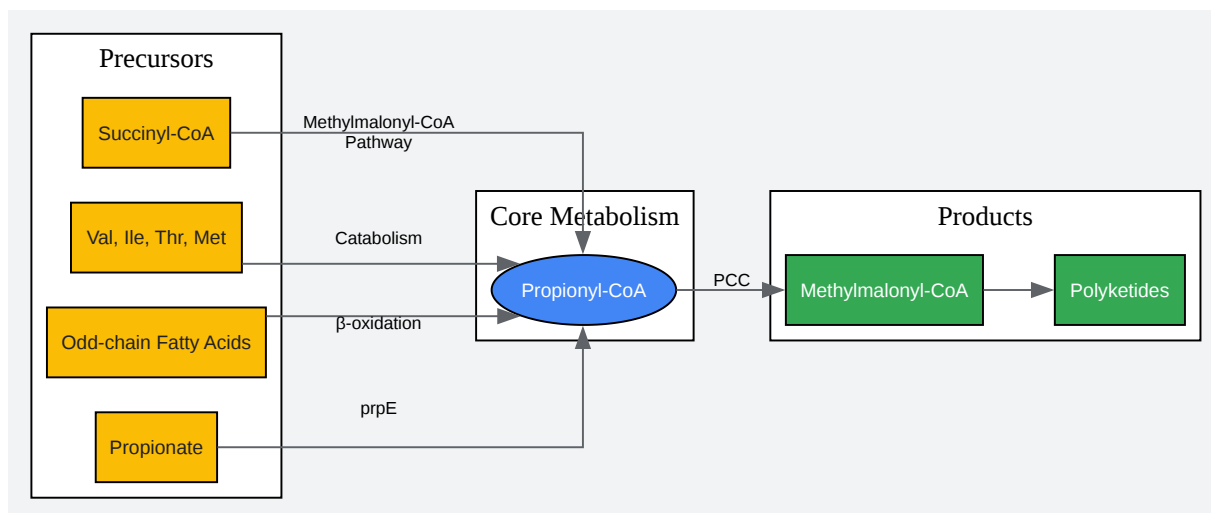 Precursors
Succinyl-CoA
Methylmalonyl-CoA
Pathway
Val, Ile, Thr, Met
Catabolism
Odd-chain Fatty Acids
β-oxidation
Propionate
prpE
Core Metabolism
Propionyl-CoA
PCC
Products
Methylmalonyl-CoA
Polyketides